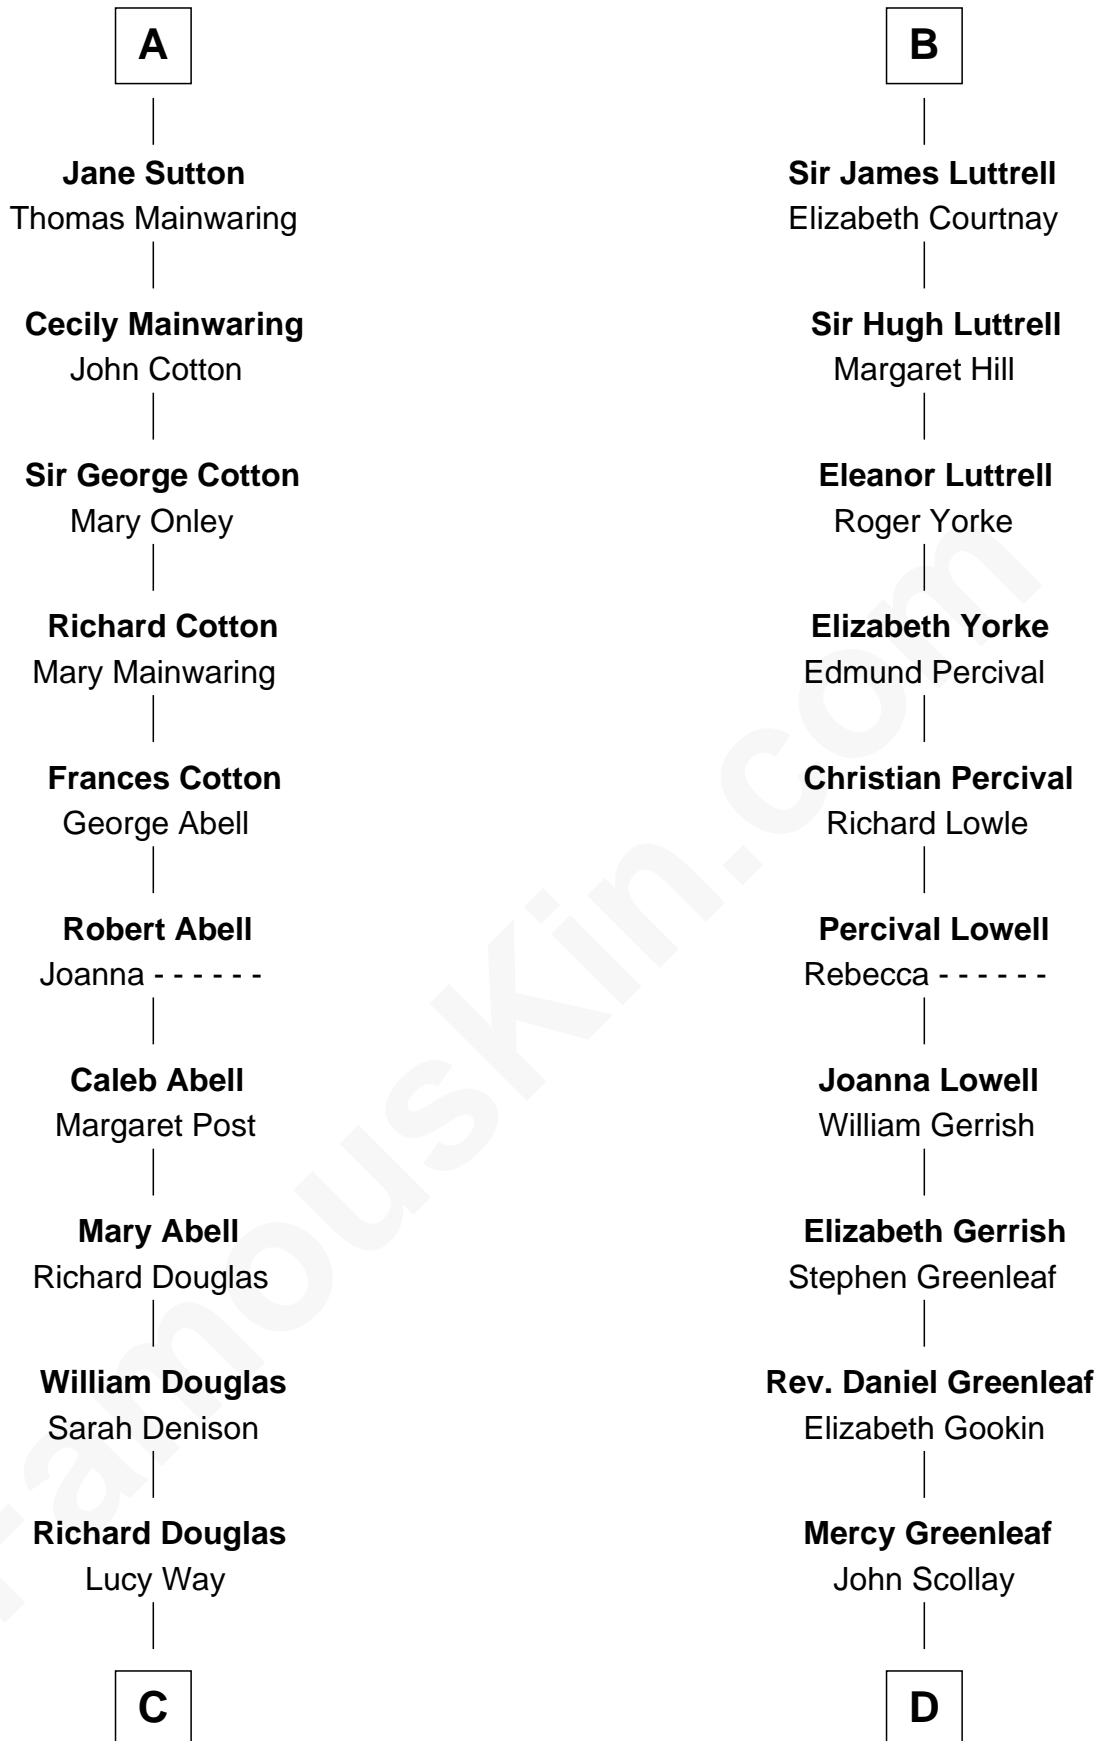 A
Jane Sutton
Thomas Mainwaring
Cecily Mainwaring
John Cotton
Sir George Cotton
Mary Onley
Richard Cotton
Mary Mainwaring
Frances Cotton
George Abell
Robert Abell
Joanna - - - - - -
Caleb Abell
Margaret Post
Mary Abell
Richard Douglas
William Douglas
Sarah Denison
Richard Douglas
Lucy Way
C
B
Sir James Luttrell
Elizabeth Courtnay
Sir Hugh Luttrell
Margaret Hill
Eleanor Luttrell
Roger Yorke
Elizabeth Yorke
Edmund Percival
Christian Percival
Richard Lowle
Percival Lowell
Rebecca - - - - - -
Joanna Lowell
William Gerrish
Elizabeth Gerrish
Stephen Greenleaf
Rev. Daniel Greenleaf
Elizabeth Gookin
Mercy Greenleaf
John Scollay
D
FamousKin.com